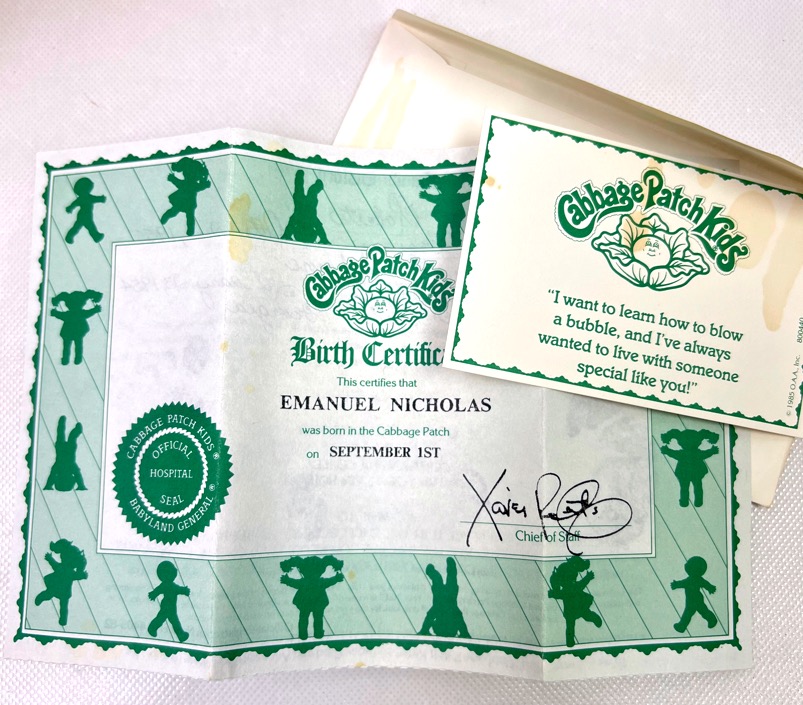 Cabbage Patch Kids
Birth Certific
This certifies that
EMANUEL NICHOLAS
was born in the Cabbage Patch
on SEPTEMBER 1ST
CABBAGE PATCH KIDS®
OFFICIAL
HOSPITAL
SEAL
BABYLAND GENERAL®
Xavier Roberts
Chief of Staff
Cabbage Patch Kids
“I want to learn how to blow
a bubble, and I’ve always
wanted to live with someone
special like you!”
© 1985 O.A.A., Inc. 800440